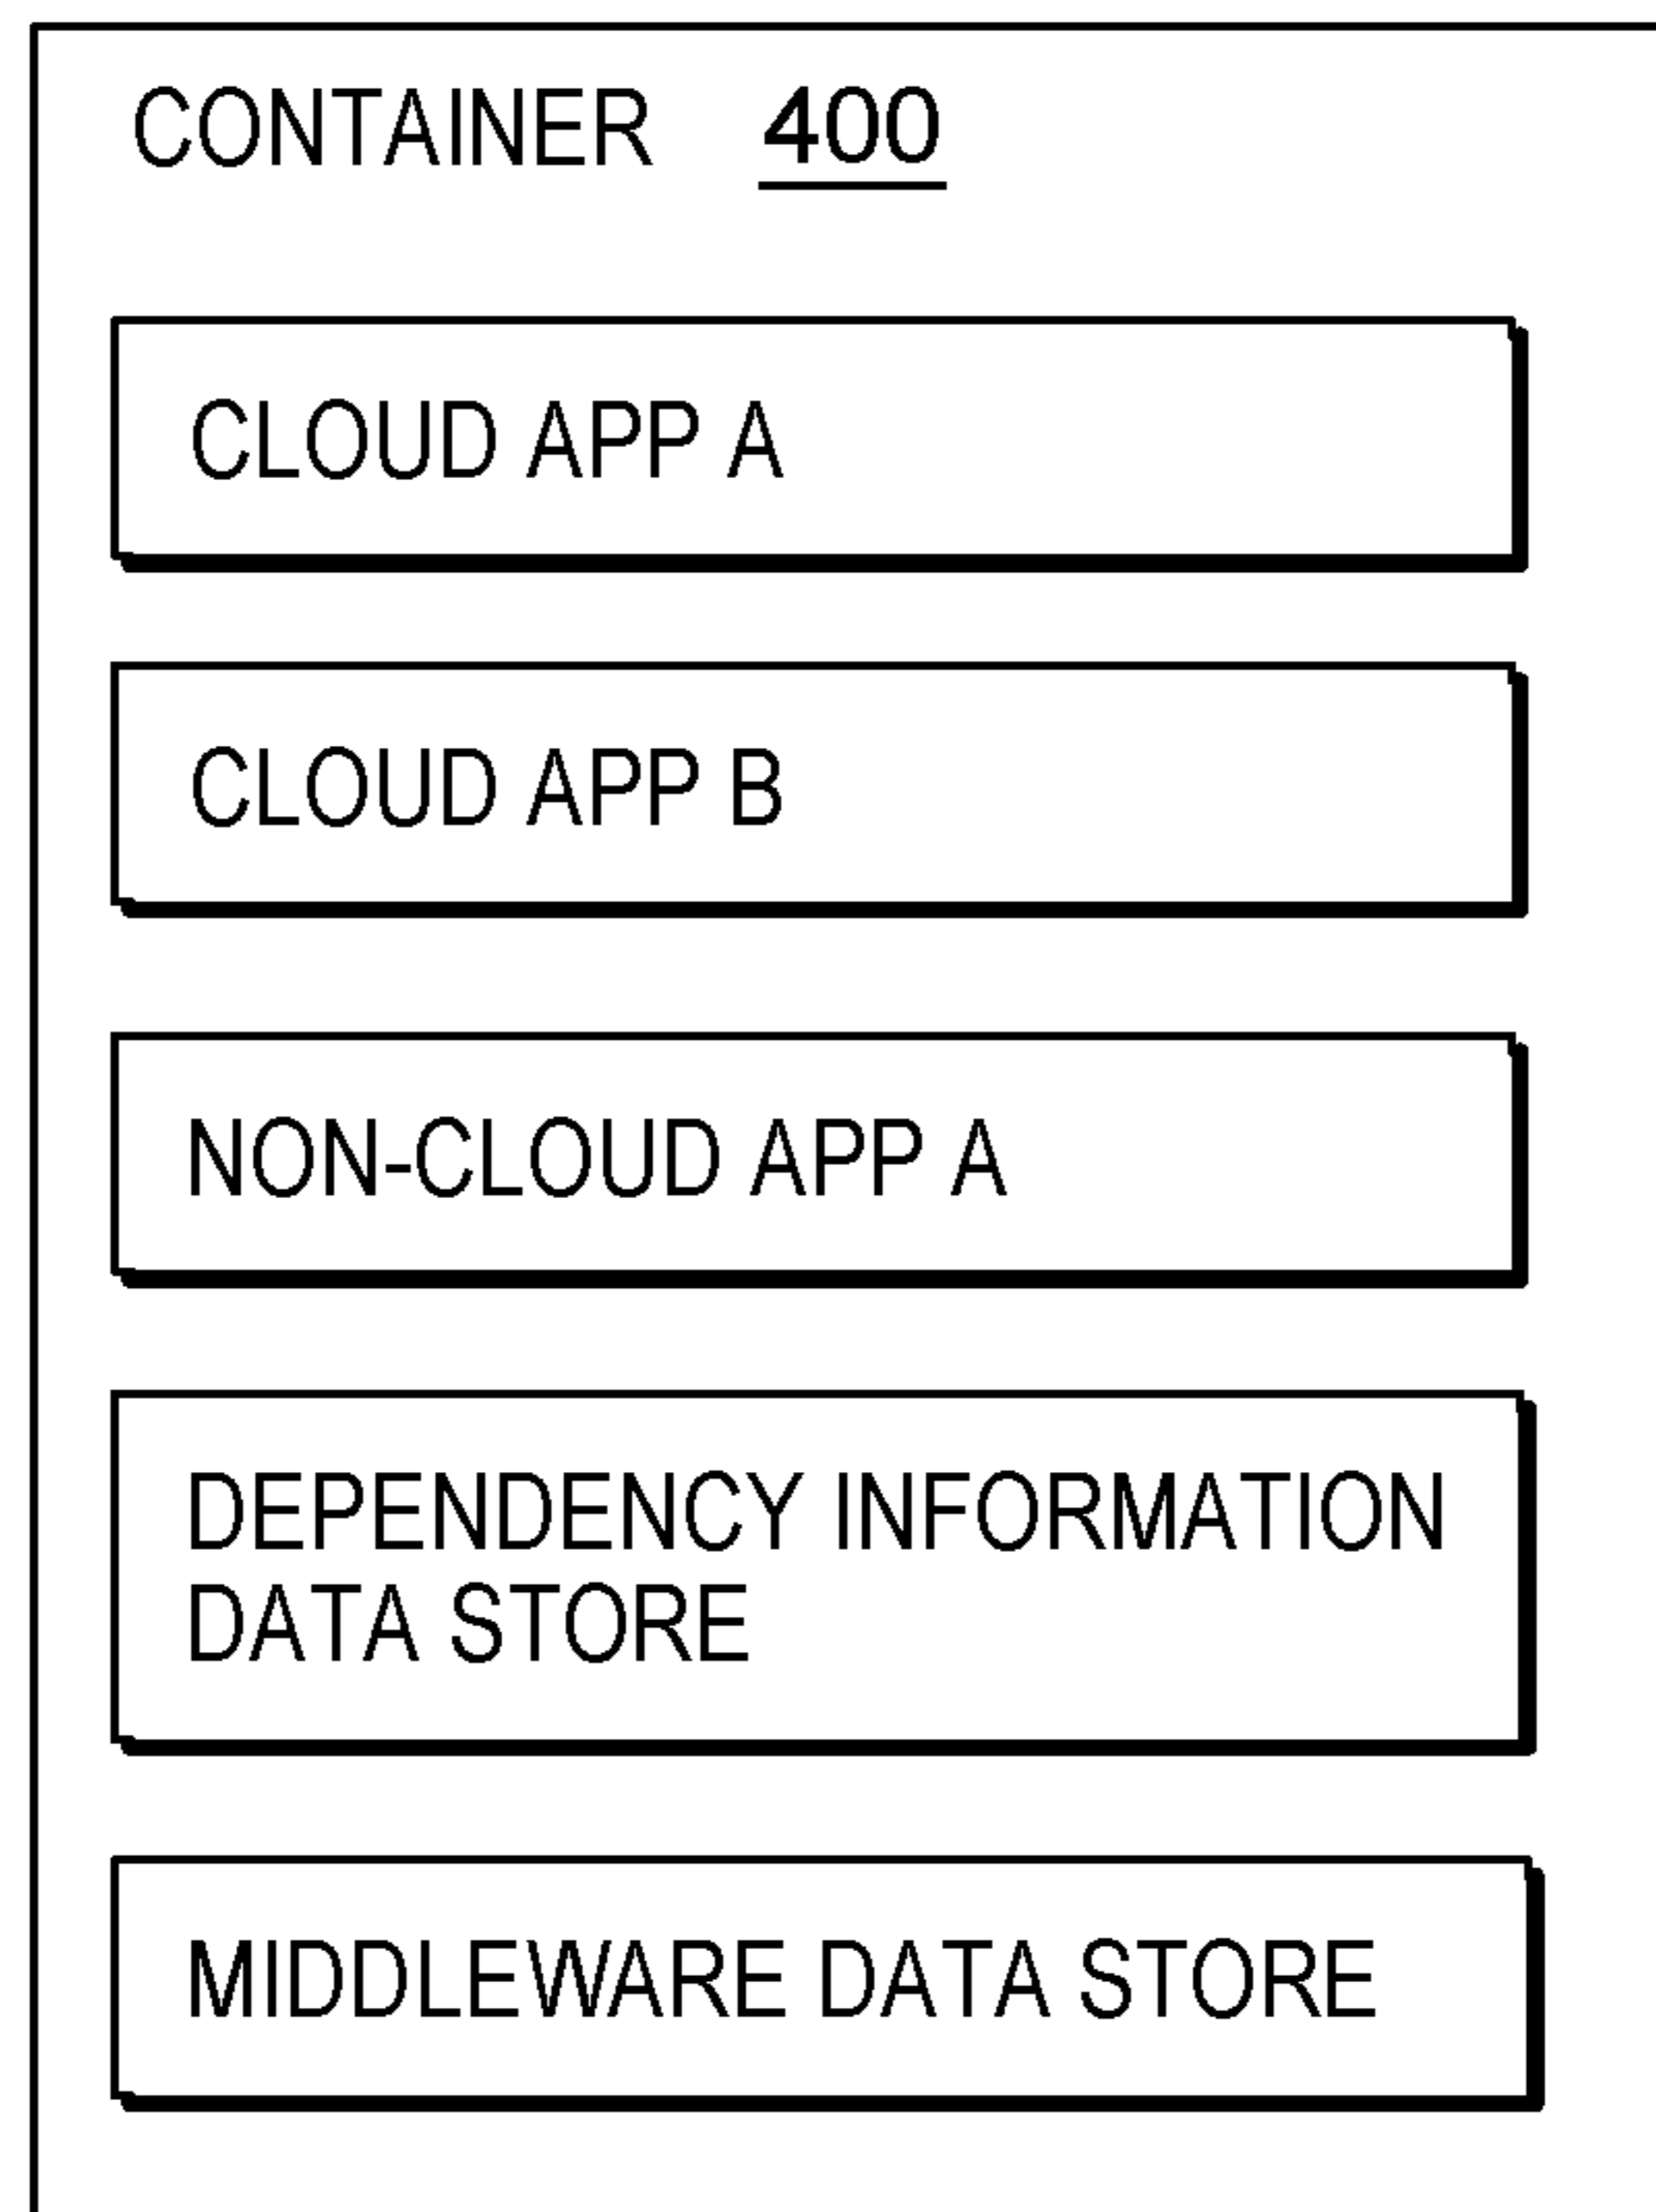 CONTAINER 400
CLOUD APP A
CLOUD APP B
NON-CLOUD APP A
DEPENDENCY INFORMATION
DATA STORE
MIDDLEWARE DATA STORE